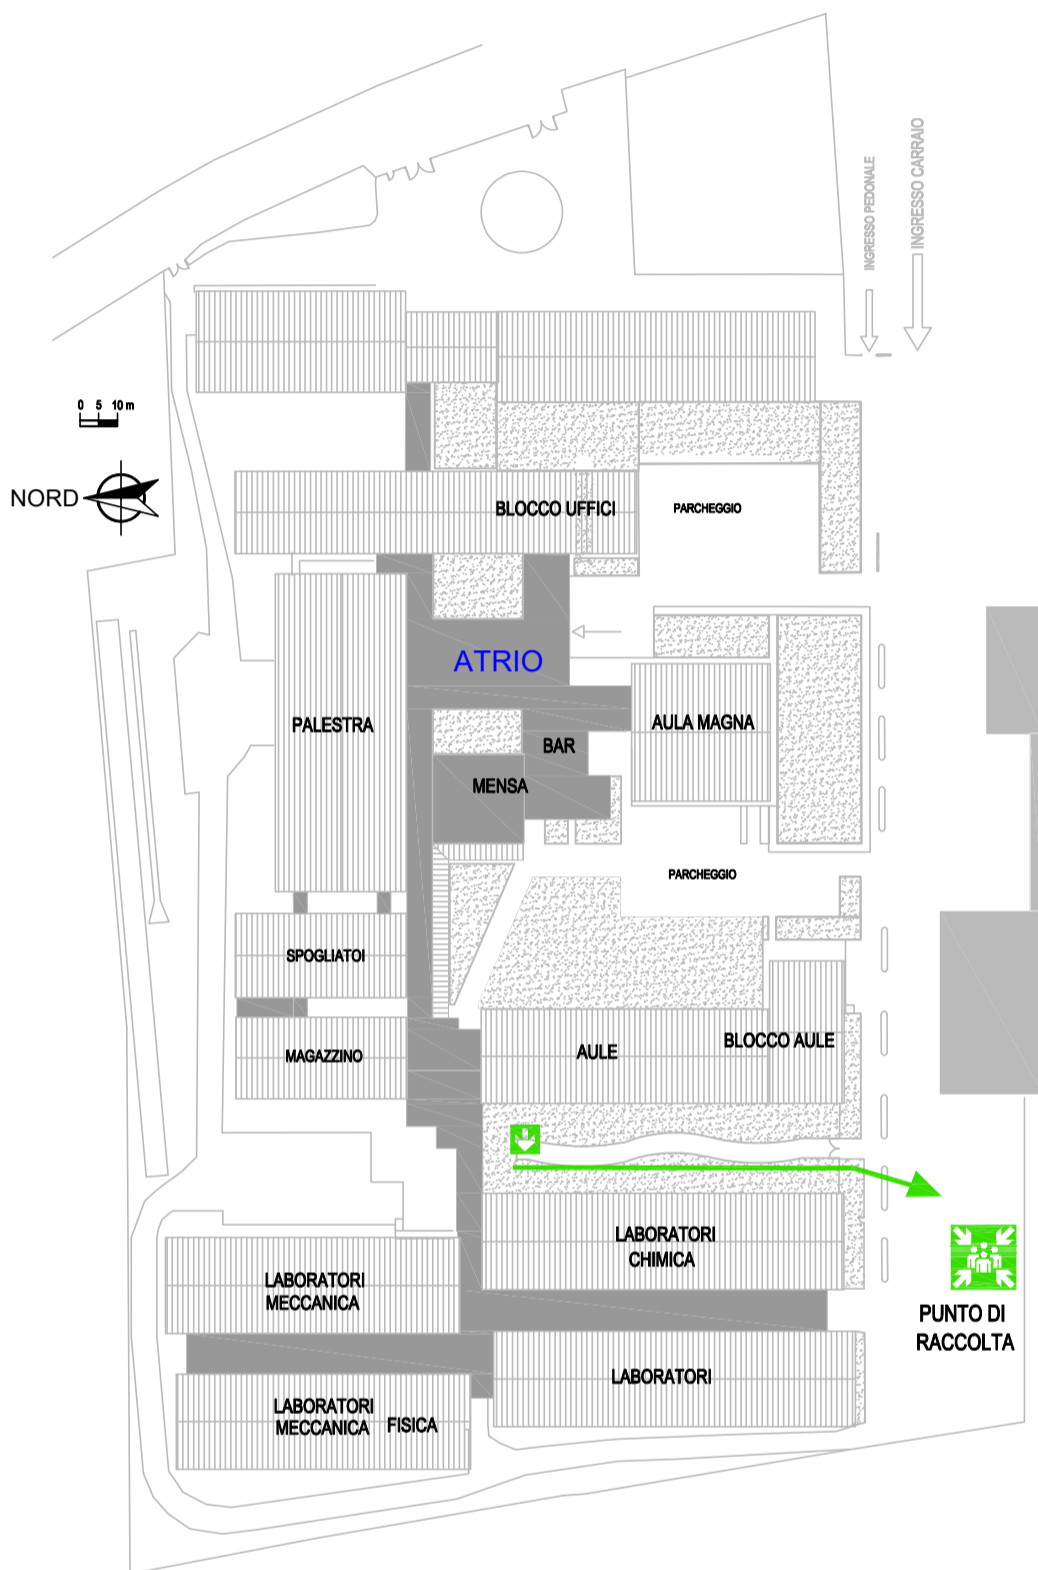 INGRESSO PEDONALE
INGRESSO CARRAIO
0 5 10 m
NORD
BLOCCO UFFICI
PARCHEGGIO
ATRIO
PALESTRA
AULA MAGNA
BAR
MENSA
PARCHEGGIO
SPOGLIATOI
AULE
BLOCCO AULE
MAGAZZINO
LABORATORI
CHIMICA
LABORATORI
MECCANICA
PUNTO DI
RACCOLTA
LABORATORI
LABORATORI
MECCANICA FISICA